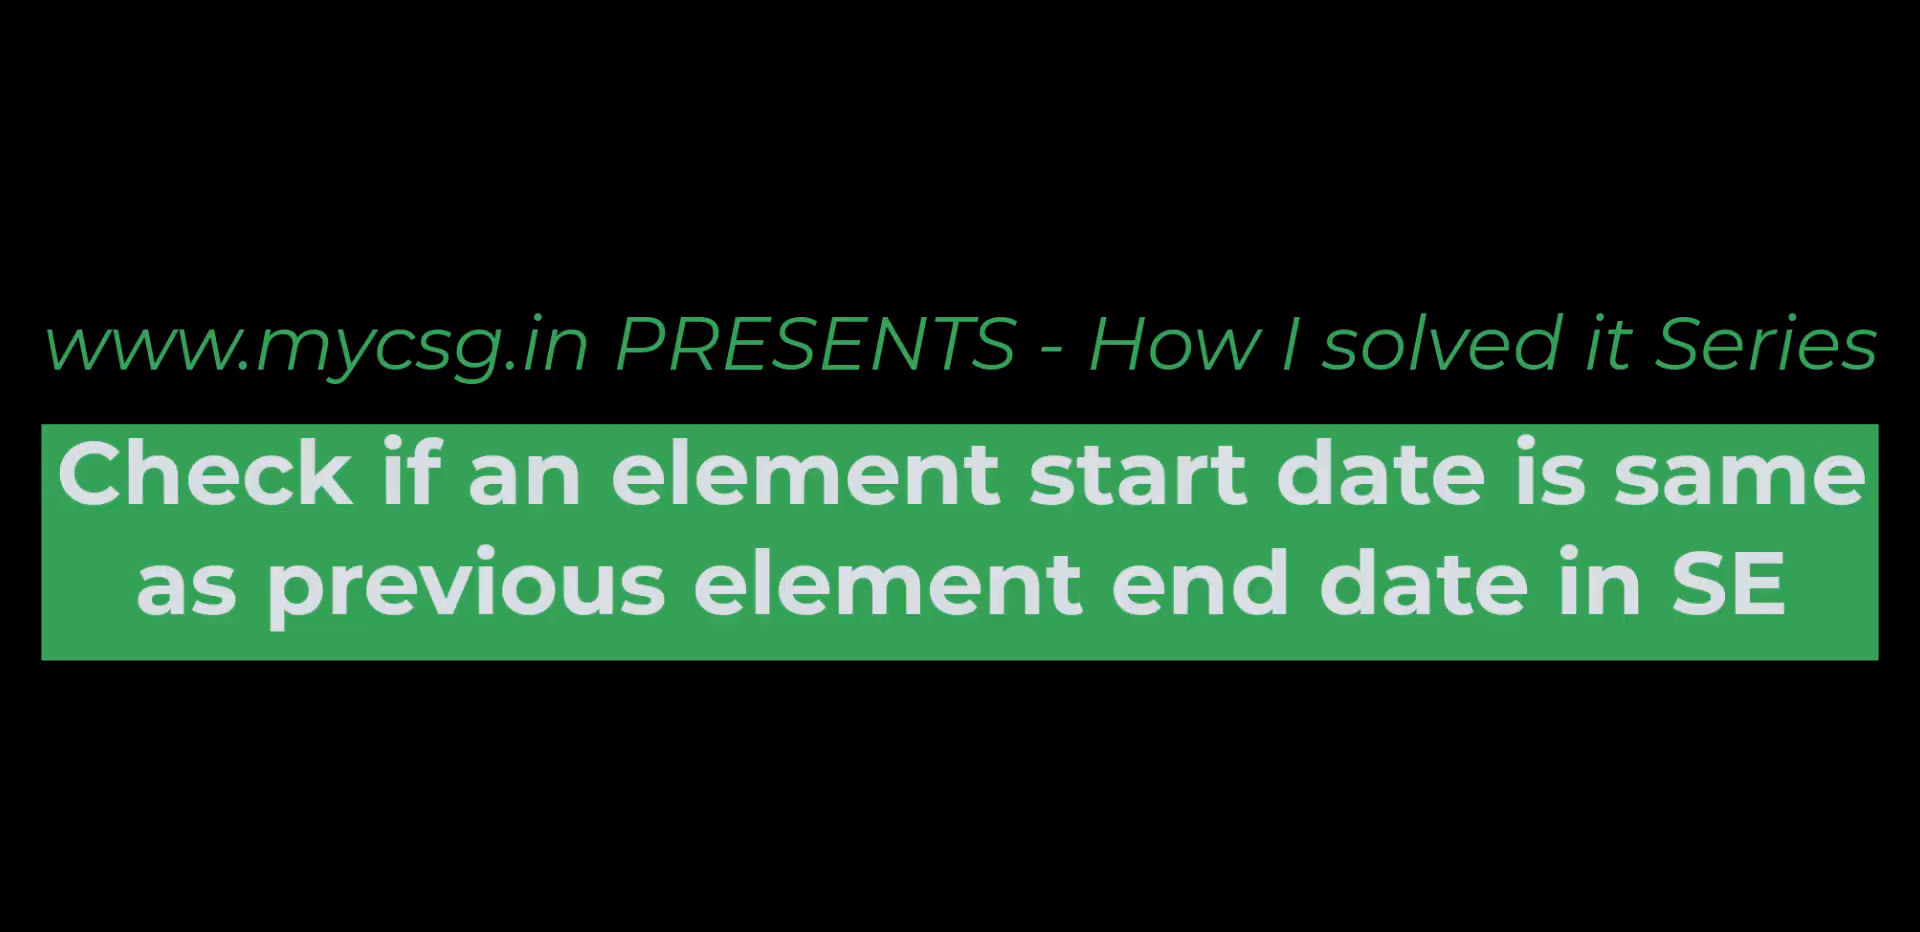 www.mycsg.in PRESENTS - How I solved it Series
Check if an element start date is same
as previous element end date in SE